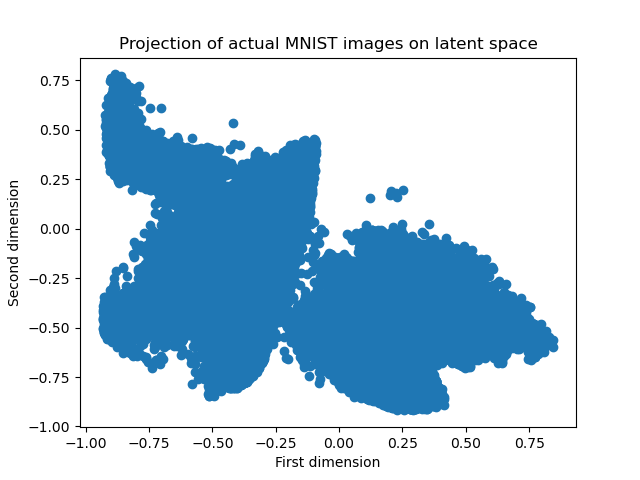 Projection of actual MNIST images on latent space
0.75
0.50
0.25
0.00
−0.25
−0.50
−0.75
−1.00
Second dimension
−1.00 −0.75 −0.50 −0.25 0.00 0.25 0.50 0.75
First dimension